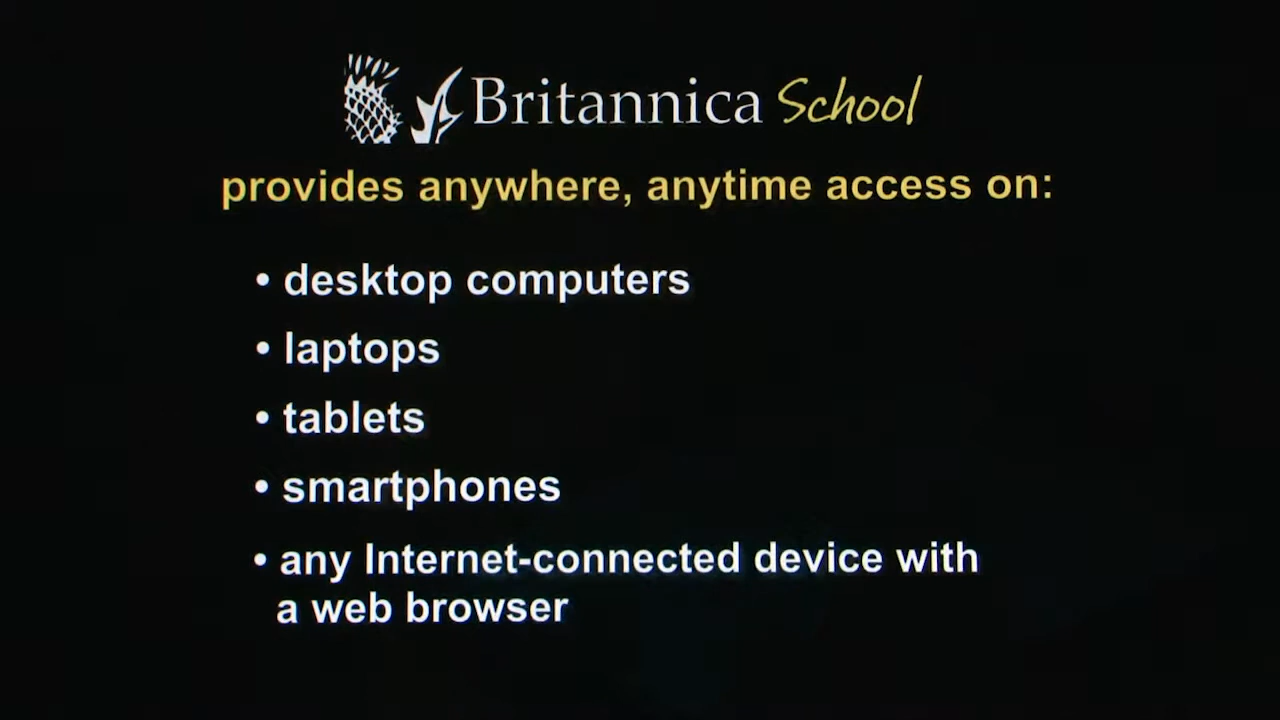 Britannica School
provides anywhere, anytime access on:
• desktop computers
• laptops
• tablets
• smartphones
• any Internet-connected device with
a web browser